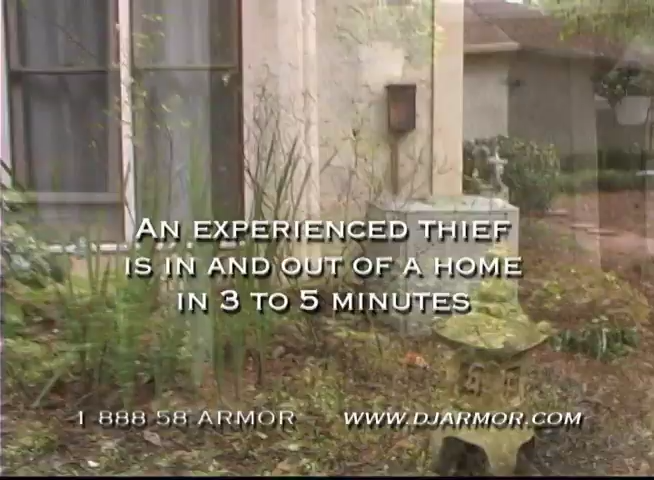 AN EXPERIENCED THIEF
IS IN AND OUT OF A HOME
IN 3 TO 5 MINUTES
1 888 58 ARMOR WWW.DJARMOR.COM